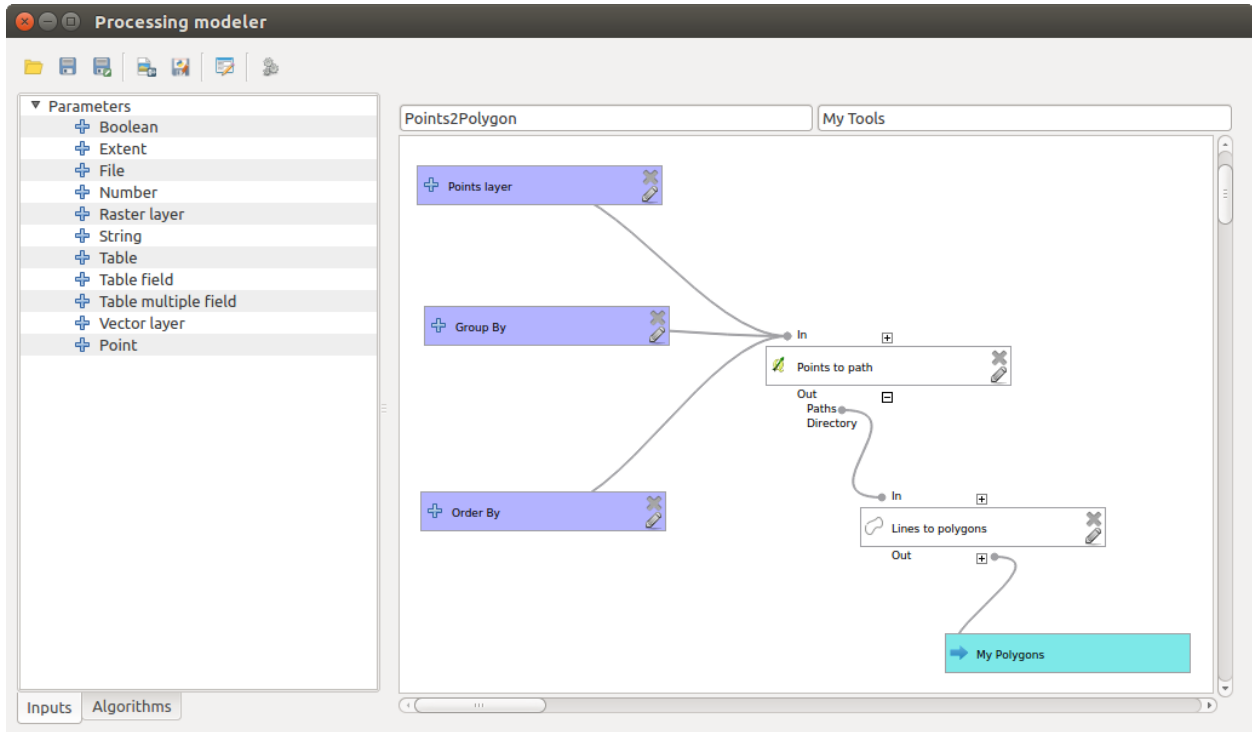 Processing modeler
Parameters
Boolean
Extent
File
Number
Raster layer
String
Table
Table field
Table multiple field
Vector layer
Point
Inputs
Algorithms
Points2Polygon
My Tools
Points layer
Group By
Order By
In
Points to path
Out
Paths
Directory
In
Lines to polygons
Out
My Polygons